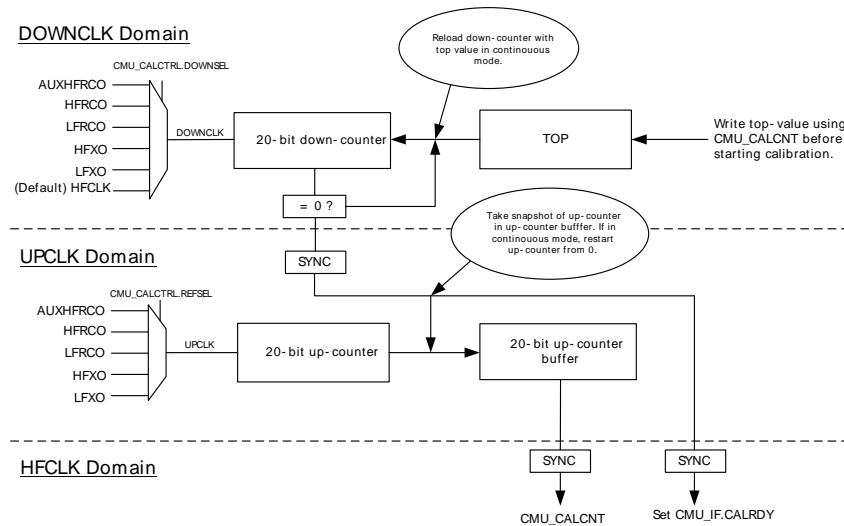 DOWNCLK Domain
Reload down-counter with
top value in continouous
mode.
CMU_CALCTRL.DOWNSEL
AUXHFRCO
HFRCO
LFRCO
HFXO
LFXO
(Default) HFCLK
DOWNCLK
20-bit down-counter
TOP
Write top-value using
CMU_CALCNT before
starting calibration.
= 0 ?
Take snapshot of up-counter
in up-counter bufffer. If in
continouous mode, restart
up-counter from 0.
SYNC
UPCLK Domain
CMU_CALCTRL.REFSEL
AUXHFRCO
HFRCO
LFRCO
HFXO
LFXO
UPCLK
20-bit up-counter
20-bit up-counter
buffer
HFCLK Domain
SYNC
SYNC
CMU_CALCNT
Set CMU_IF.CALRDY